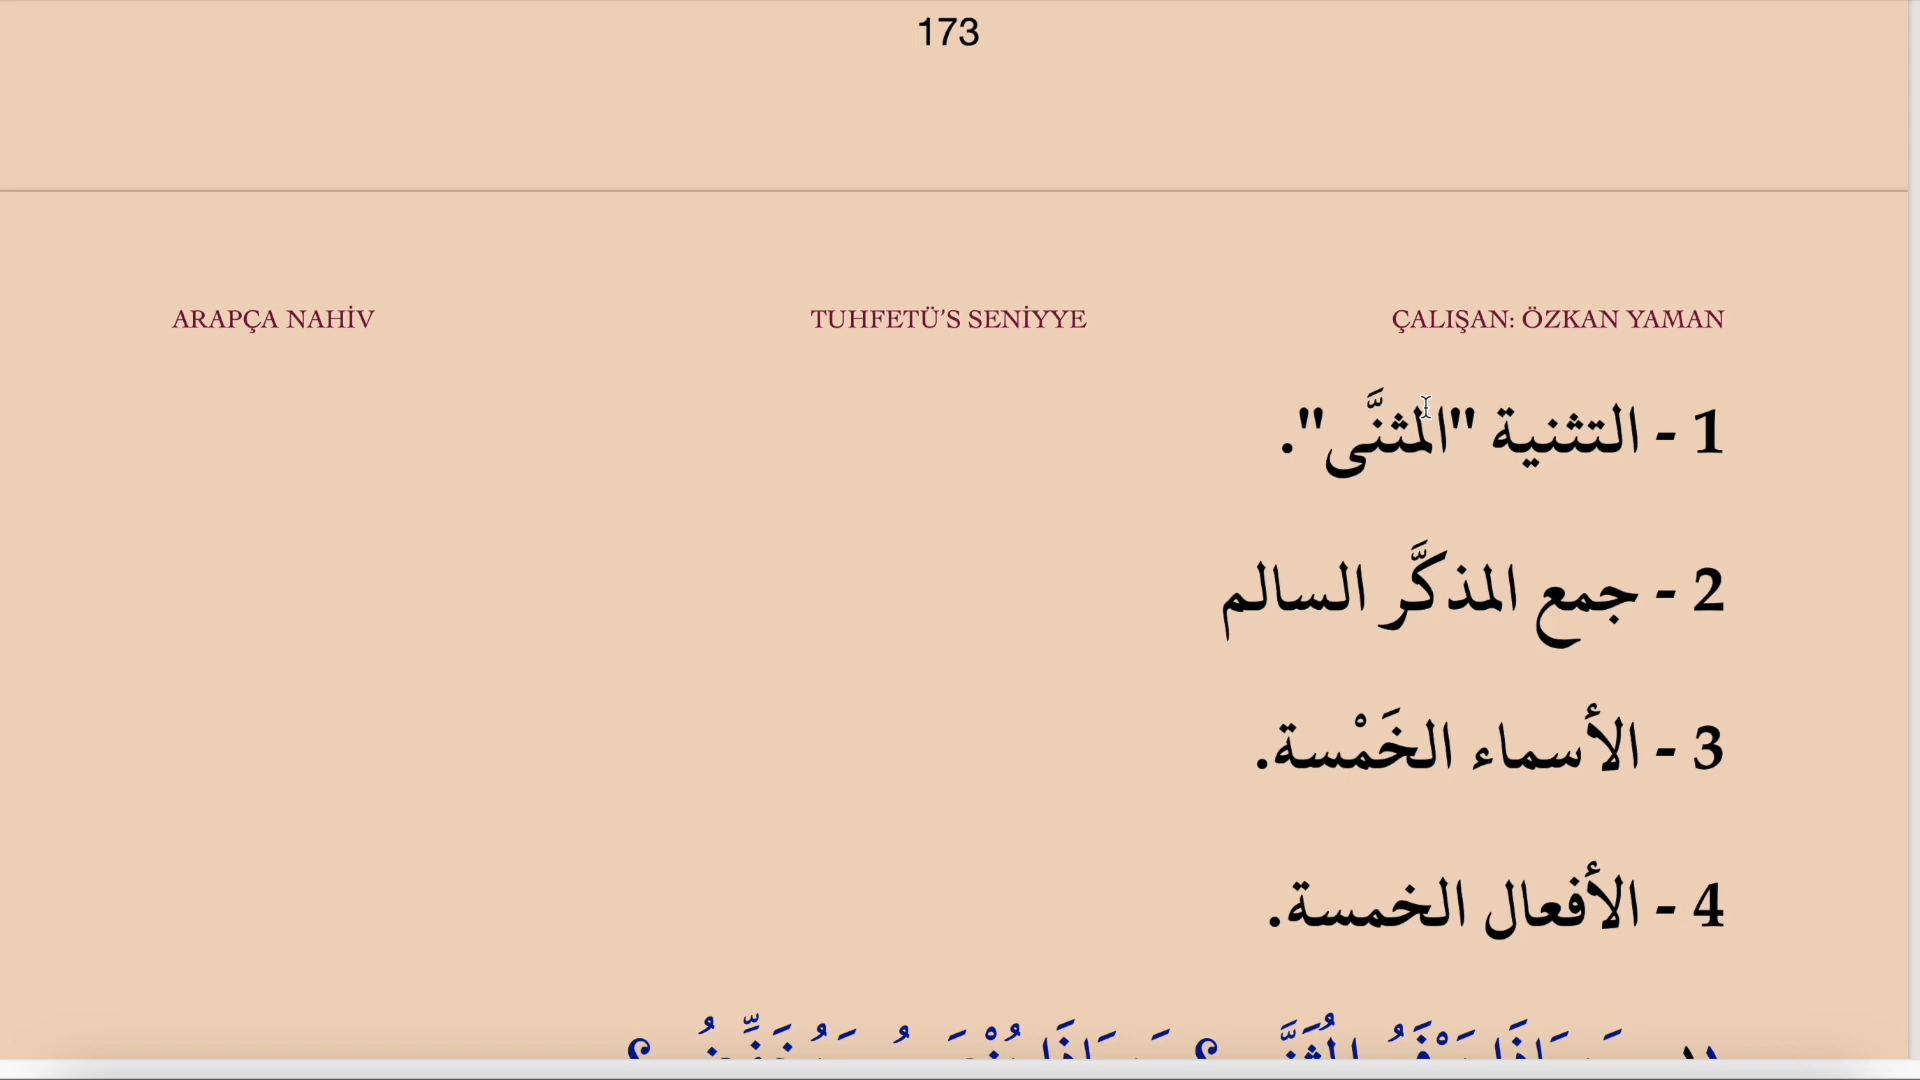 173
ARAPÇA NAHİV TUHFETÜ’S SENİYYE ÇALIŞAN: ÖZKAN YAMAN
1 - التثنية "المثنَّى".
2 - جمع المذكَّر السالم
3 - الأسماء الخَمْسة.
4 - الأفعال الخمسة.